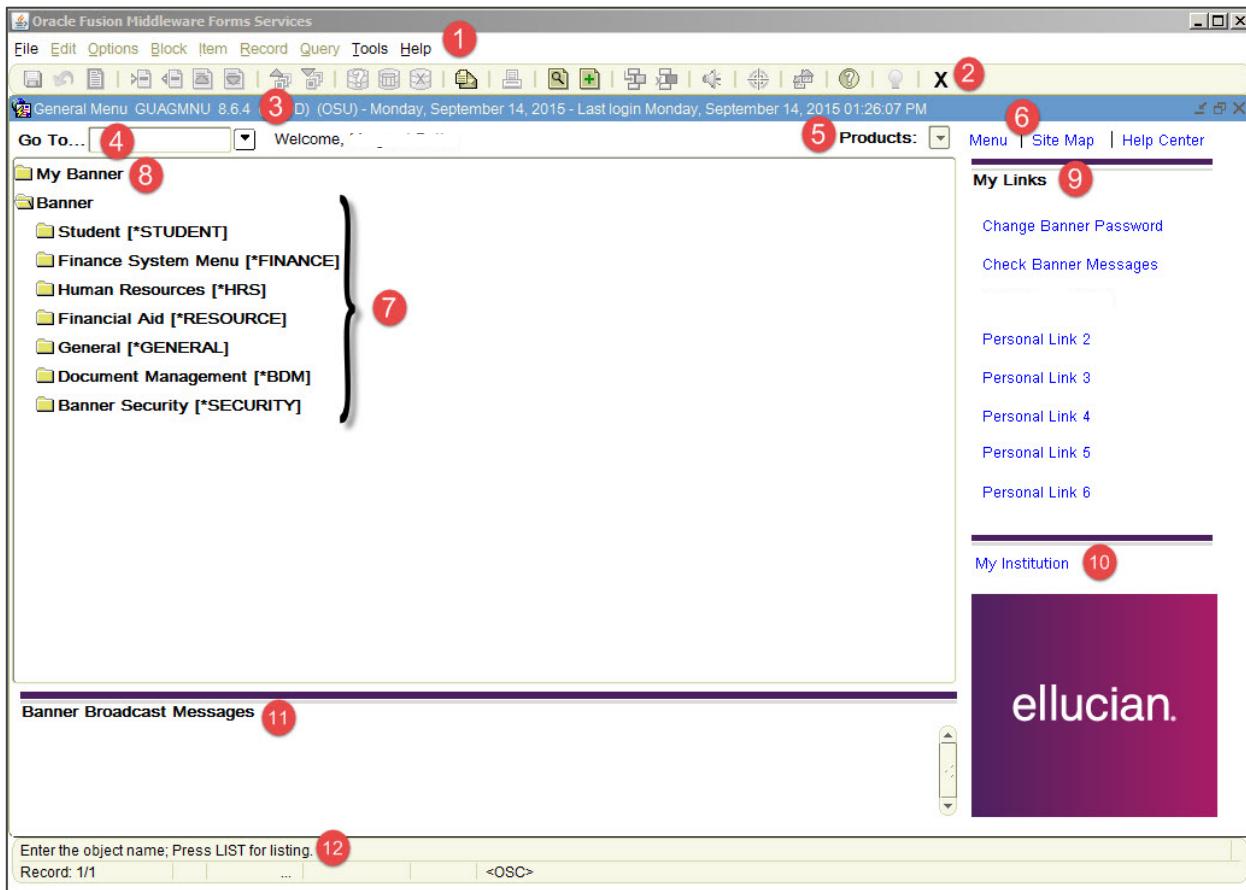 Oracle Fusion Middleware Forms Services
File Edit Options Block Item Record Query Tools Help 1
X 2
General Menu GUAGMNU 8.6.4 3 D) (OSU) - Monday, September 14, 2015 - Last login Monday, September 14, 2015 01:26:07 PM
Go To... 4 Welcome, 5 Products: Menu | Site Map | Help Center 6
My Banner 8
Banner
Student [*STUDENT]
Finance System Menu [*FINANCE]
Human Resources [*HRS]
Financial Aid [*RESOURCE]
General [*GENERAL]
Document Management [*BDM]
Banner Security [*SECURITY]
7
My Links 9
Change Banner Password
Check Banner Messages
Personal Link 2
Personal Link 3
Personal Link 4
Personal Link 5
Personal Link 6
My Institution 10
ellucian.
Banner Broadcast Messages 11
Enter the object name; Press LIST for listing. 12
Record: 1/1 ... <OSC>